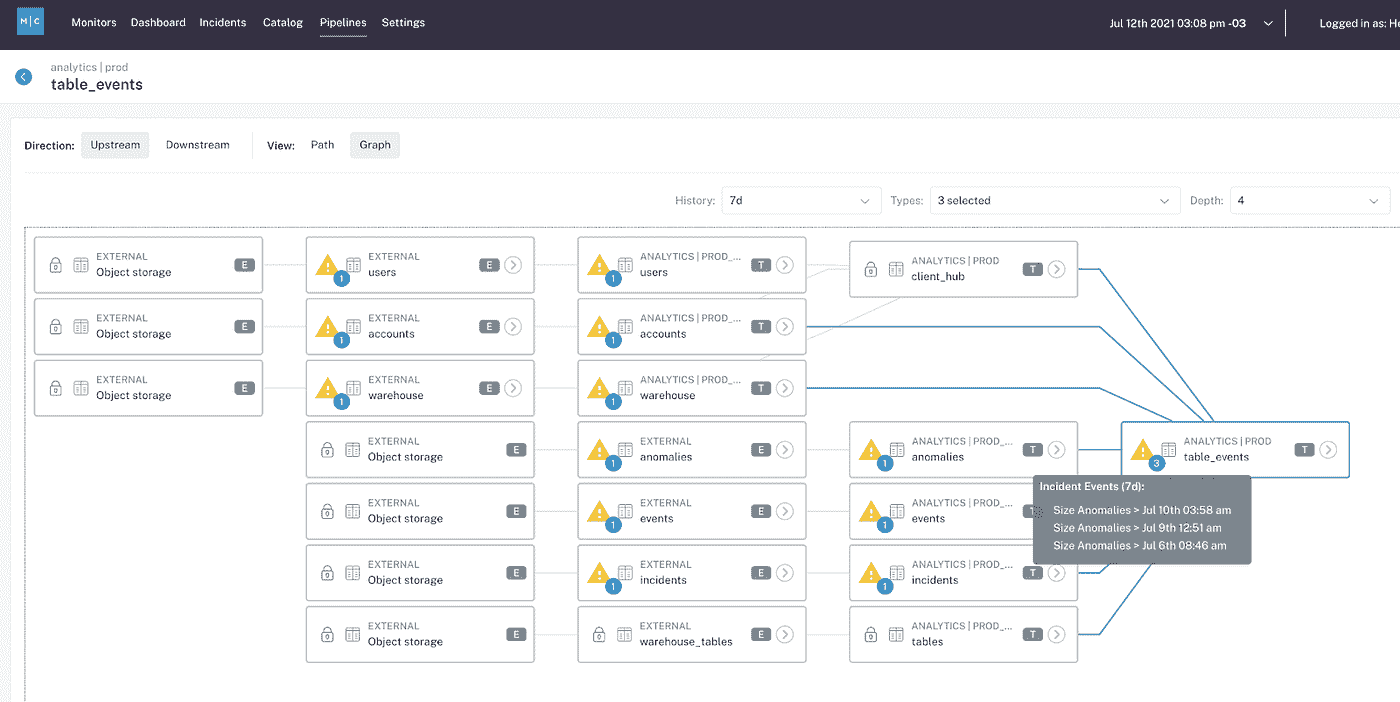 M|C Monitors Dashboard Incidents Catalog Pipelines Settings Jul 12th 2021 03:08 pm -03 Logged in as: He
analytics | prod
table_events
Direction: Upstream Downstream View: Path Graph
History: 7d Types: 3 selected Depth: 4
EXTERNAL
Object storage E
EXTERNAL
users E
1
ANALYTICS | PROD_...
users T
1
ANALYTICS | PROD
client_hub T
EXTERNAL
Object storage E
EXTERNAL
accounts E
1
ANALYTICS | PROD_...
accounts T
1
EXTERNAL
Object storage E
EXTERNAL
warehouse E
1
ANALYTICS | PROD_...
warehouse T
1
EXTERNAL
Object storage E
EXTERNAL
anomalies E
1
ANALYTICS | PROD_...
anomalies T
1
ANALYTICS | PROD
table_events T
3
EXTERNAL
Object storage E
EXTERNAL
events E
1
ANALYTICS | PROD_...
events
1
Incident Events (7d):
Size Anomalies > Jul 10th 03:58 am
Size Anomalies > Jul 9th 12:51 am
Size Anomalies > Jul 6th 08:46 am
EXTERNAL
Object storage E
EXTERNAL
incidents E
1
ANALYTICS | PROD_...
incidents T
1
EXTERNAL
Object storage E
EXTERNAL
warehouse_tables E
ANALYTICS | PROD_...
tables T